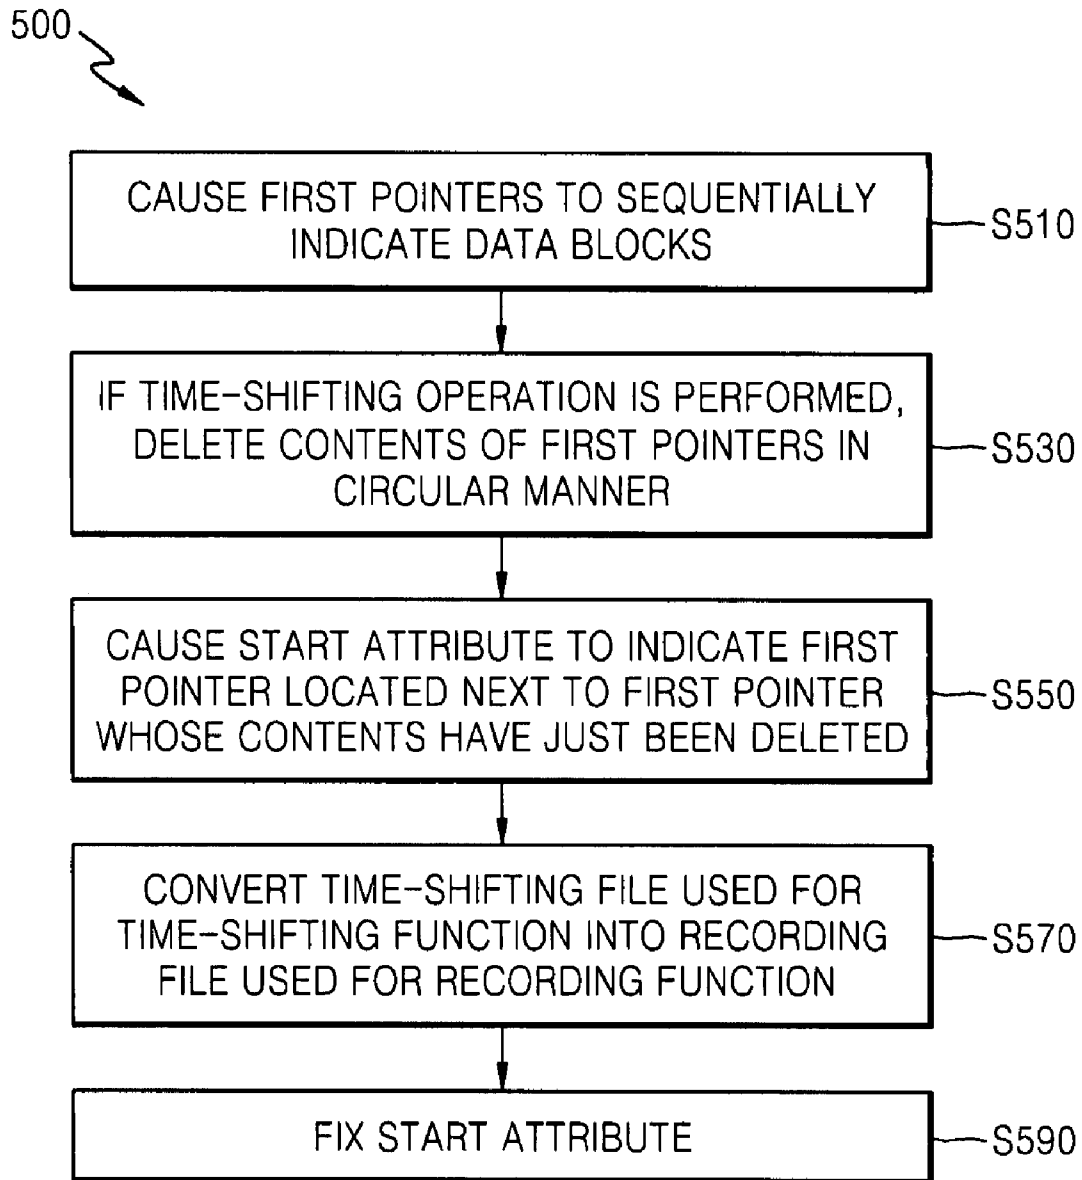 500
CAUSE FIRST POINTERS TO SEQUENTIALLY
INDICATE DATA BLOCKS
S510
IF TIME-SHIFTING OPERATION IS PERFORMED,
DELETE CONTENTS OF FIRST POINTERS IN
CIRCULAR MANNER
S530
CAUSE START ATTRIBUTE TO INDICATE FIRST
POINTER LOCATED NEXT TO FIRST POINTER
WHOSE CONTENTS HAVE JUST BEEN DELETED
S550
CONVERT TIME-SHIFTING FILE USED FOR
TIME-SHIFTING FUNCTION INTO RECORDING
FILE USED FOR RECORDING FUNCTION
S570
FIX START ATTRIBUTE
S590